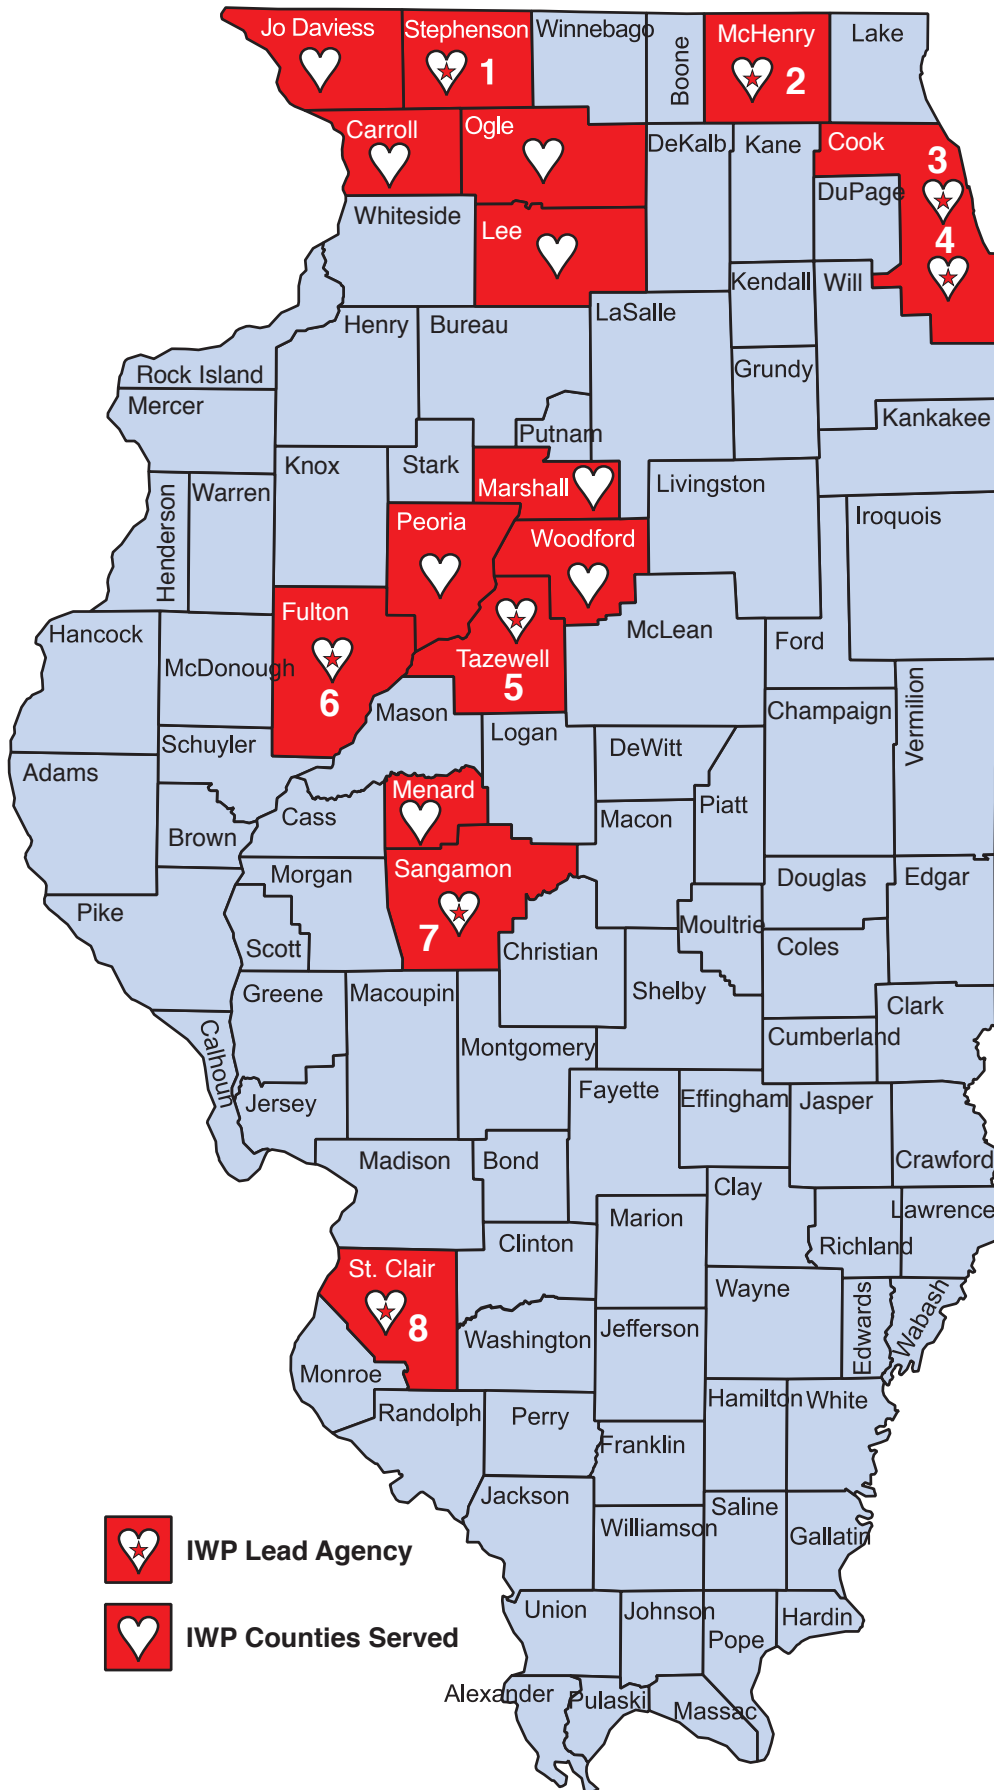 Jo Daviess
Stephenson
Winnebago
Boone
McHenry
Lake
1
2
Carroll
Ogle
DeKalb
Kane
Cook
3
DuPage
Whiteside
Lee
4
Kendall
Will
Henry
Bureau
LaSalle
Rock Island
Grundy
Mercer
Putnam
Kankakee
Knox
Stark
Warren
Marshall
Livingston
Henderson
Peoria
Woodford
Iroquois
Hancock
Fulton
McLean
Ford
McDonough
Tazewell
6
5
Mason
Champaign
Vermilion
Schuyler
Logan
DeWitt
Adams
Menard
Piatt
Cass
Macon
Brown
Morgan
Sangamon
Douglas
Edgar
Pike
Moultrie
7
Scott
Christian
Coles
Greene
Macoupin
Shelby
Clark
Calhoun
Montgomery
Cumberland
Jersey
Fayette
Effingham
Jasper
Madison
Bond
Crawford
Clay
Marion
Lawrence
Clinton
Richland
St. Clair
Wayne
8
Washington
Jefferson
Edwards
Wabash
Monroe
Randolph
Perry
Hamilton
White
Franklin
Jackson
Saline
Williamson
Gallatin
IWP Lead Agency
Union
Johnson
Hardin
IWP Counties Served
Pope
Alexander
Pulaski
Massac